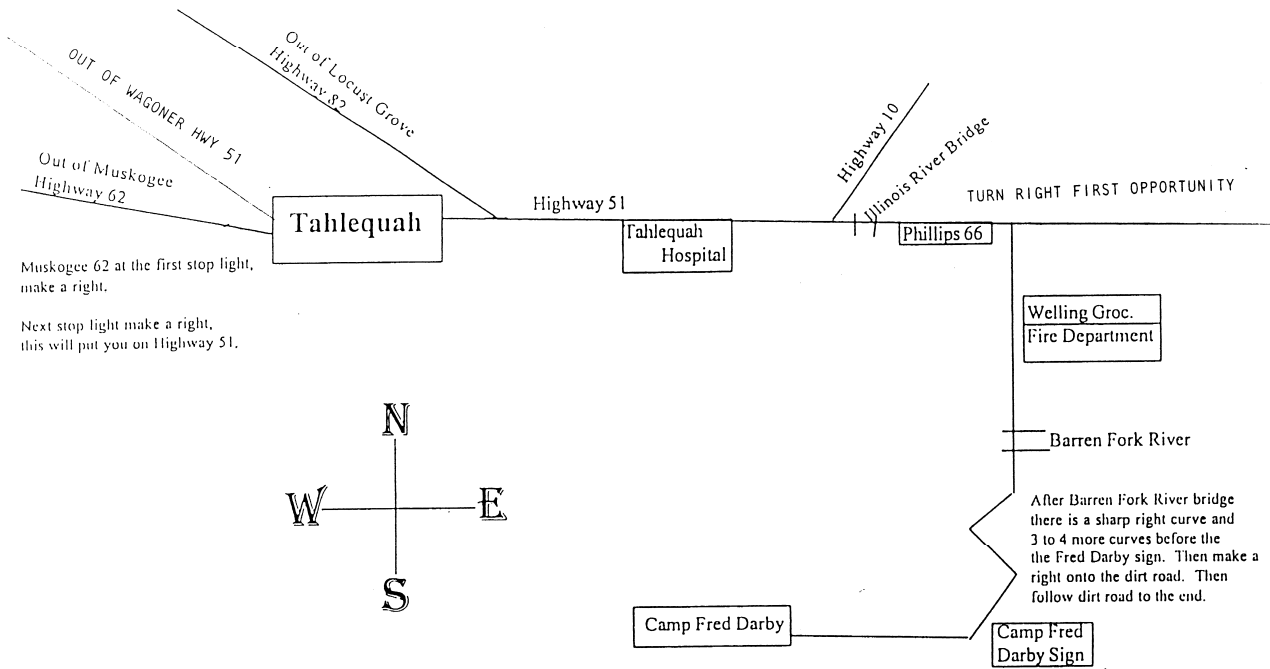 Out of Locust Grove
Highway 82
OUT OF WAGONER HWY 51
Out of Muskogee
Highway 62
Highway 10
Illinois River Bridge
TURN RIGHT FIRST OPPORTUNITY
Highway 51
Tahlequah
Tahlequah
Hospital
Phillips 66
Muskogee 62 at the first stop light,
make a right.
Next stop light make a right,
this will put you on Highway 51.
Welling Groc.
Fire Department
Barren Fork River
N
W
E
S
After Barren Fork River bridge
there is a sharp right curve and
3 to 4 more curves before the
the Fred Darby sign. Then make a
right onto the dirt road. Then
follow dirt road to the end.
Camp Fred Darby
Camp Fred
Darby Sign